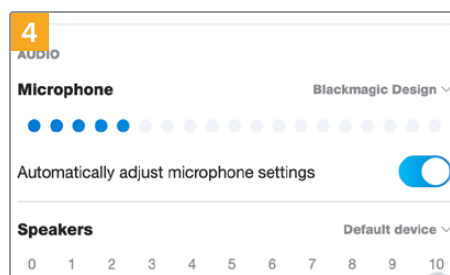 4
AUDIO
Microphone Blackmagic Design
Automatically adjust microphone settings
Speakers Default device
0 1 2 3 4 5 6 7 8 9 10